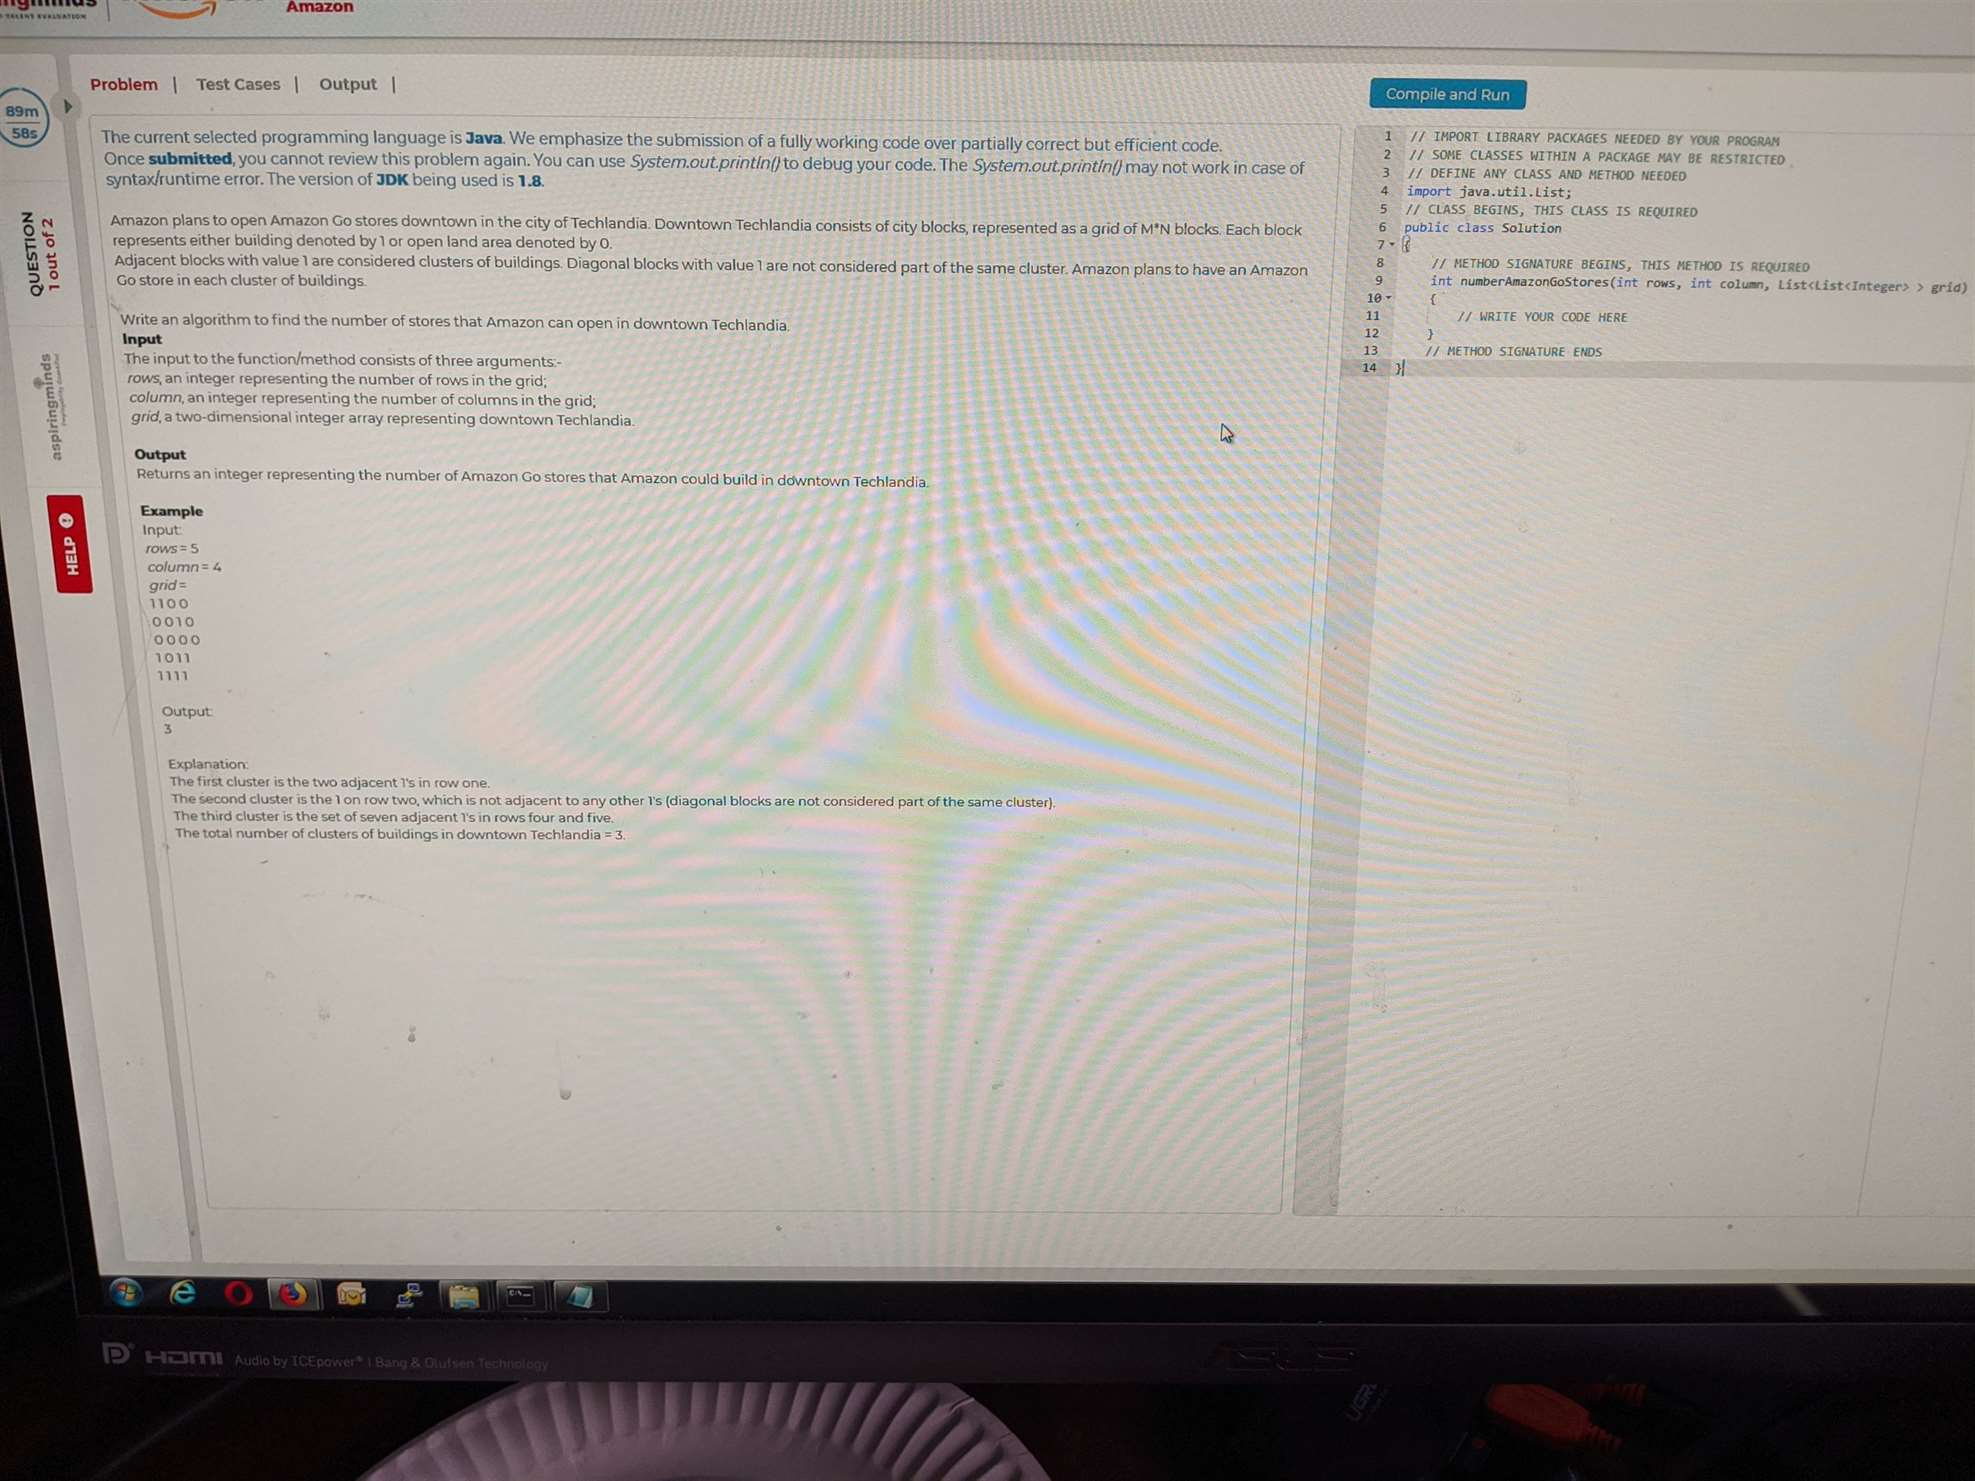 Amazon
Problem | Test Cases | Output |
Compile and Run
89m
58s
QUESTION
1 out of 2
aspiringminds
HELP
The current selected programming language is Java. We emphasize the submission of a fully working code over partially correct but efficient code.
Once submitted, you cannot review this problem again. You can use System.out.println() to debug your code. The System.out.println() may not work in case of
syntax/runtime error. The version of JDK being used is 1.8.
Amazon plans to open Amazon Go stores downtown in the city of Techlandia. Downtown Techlandia consists of city blocks, represented as a grid of M*N blocks. Each block
represents either building denoted by 1 or open land area denoted by 0.
Adjacent blocks with value 1 are considered clusters of buildings. Diagonal blocks with value 1 are not considered part of the same cluster. Amazon plans to have an Amazon
Go store in each cluster of buildings.
Write an algorithm to find the number of stores that Amazon can open in downtown Techlandia.
Input
The input to the function/method consists of three arguments:-
rows, an integer representing the number of rows in the grid;
column, an integer representing the number of columns in the grid;
grid, a two-dimensional integer array representing downtown Techlandia.
Output
Returns an integer representing the number of Amazon Go stores that Amazon could build in downtown Techlandia.
Example
Input:
rows = 5
column = 4
grid =
1 1 0 0
0 0 1 0
0 0 0 0
1 0 1 1
1 1 1 1
Output:
3
Explanation:
The first cluster is the two adjacent 1's in row one.
The second cluster is the 1 on row two, which is not adjacent to any other 1's (diagonal blocks are not considered part of the same cluster).
The third cluster is the set of seven adjacent 1's in rows four and five.
The total number of clusters of buildings in downtown Techlandia = 3.
1 // IMPORT LIBRARY PACKAGES NEEDED BY YOUR PROGRAM
2 // SOME CLASSES WITHIN A PACKAGE MAY BE RESTRICTED
3 // DEFINE ANY CLASS AND METHOD NEEDED
4 import java.util.List;
5 // CLASS BEGINS, THIS CLASS IS REQUIRED
6 public class Solution
7 {
8 // METHOD SIGNATURE BEGINS, THIS METHOD IS REQUIRED
9 int numberAmazonGoStores(int rows, int column, List<List<Integer> > grid)
10 {
11 // WRITE YOUR CODE HERE
12 }
13 // METHOD SIGNATURE ENDS
14 }
HDMI Audio by ICEpower® | Bang & Olufsen Technology